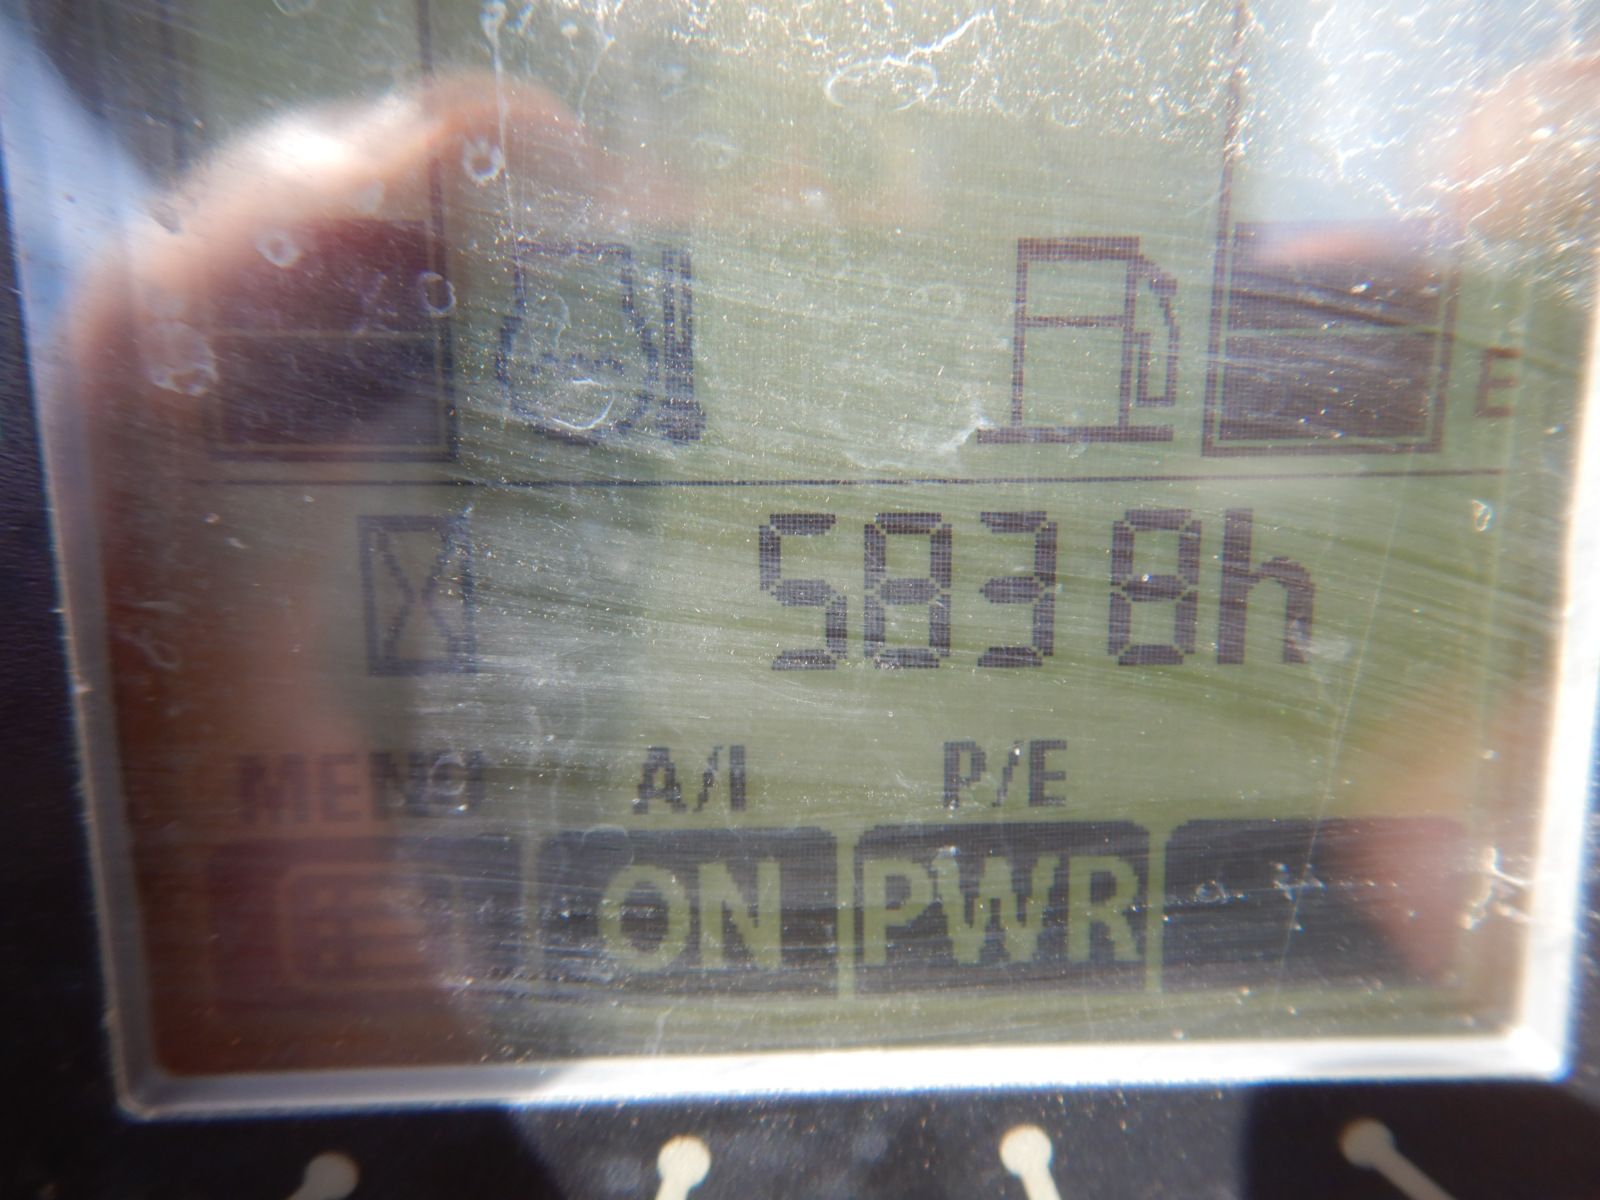 E
5838h
MENU A/I P/E
ON PWR